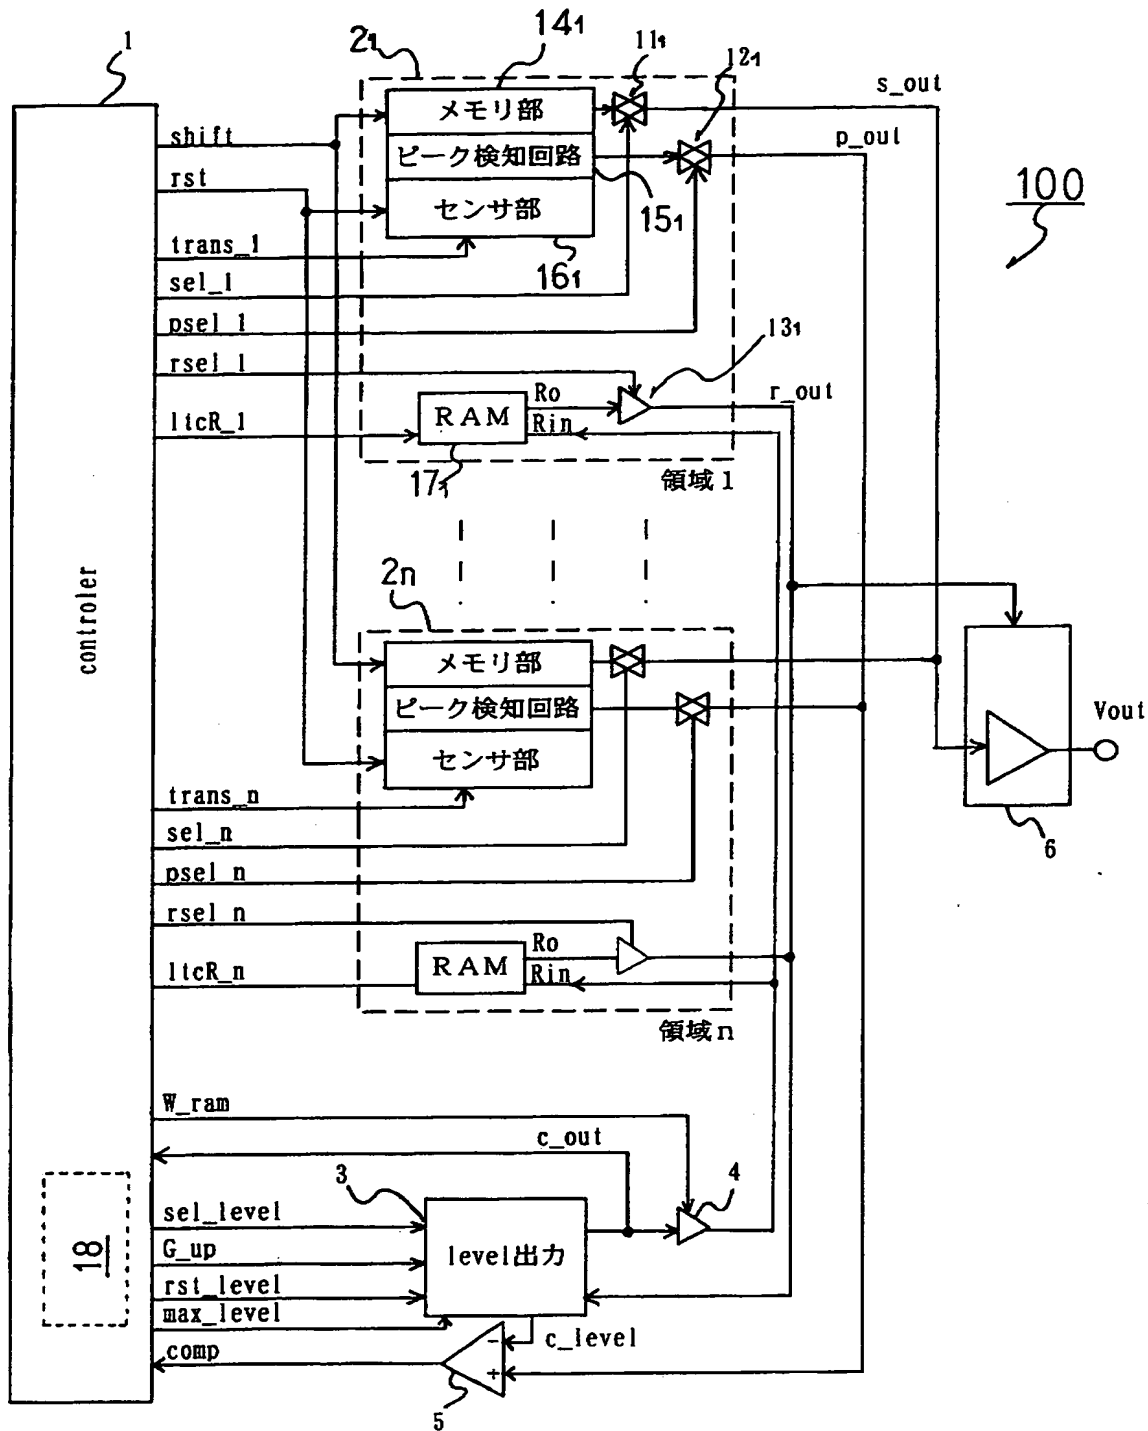 1
2₁
14₁
11₁
12₁
s_out
p_out
100
shift
メモリ部
ピーク検知回路
センサ部
15₁
16₁
rst
trans_1
sel_1
psel_1
rsel_1
13₁
r_out
ltcR_1
RAM
Ro
Rin
17₁
領域1
controler
2n
メモリ部
ピーク検知回路
センサ部
Vout
6
trans_n
sel_n
psel_n
rsel_n
ltcR_n
RAM
Ro
Rin
領域n
W_ram
c_out
3
4
18
sel_level
G_up
rst_level
max_level
level出力
c_level
comp
-
+
5